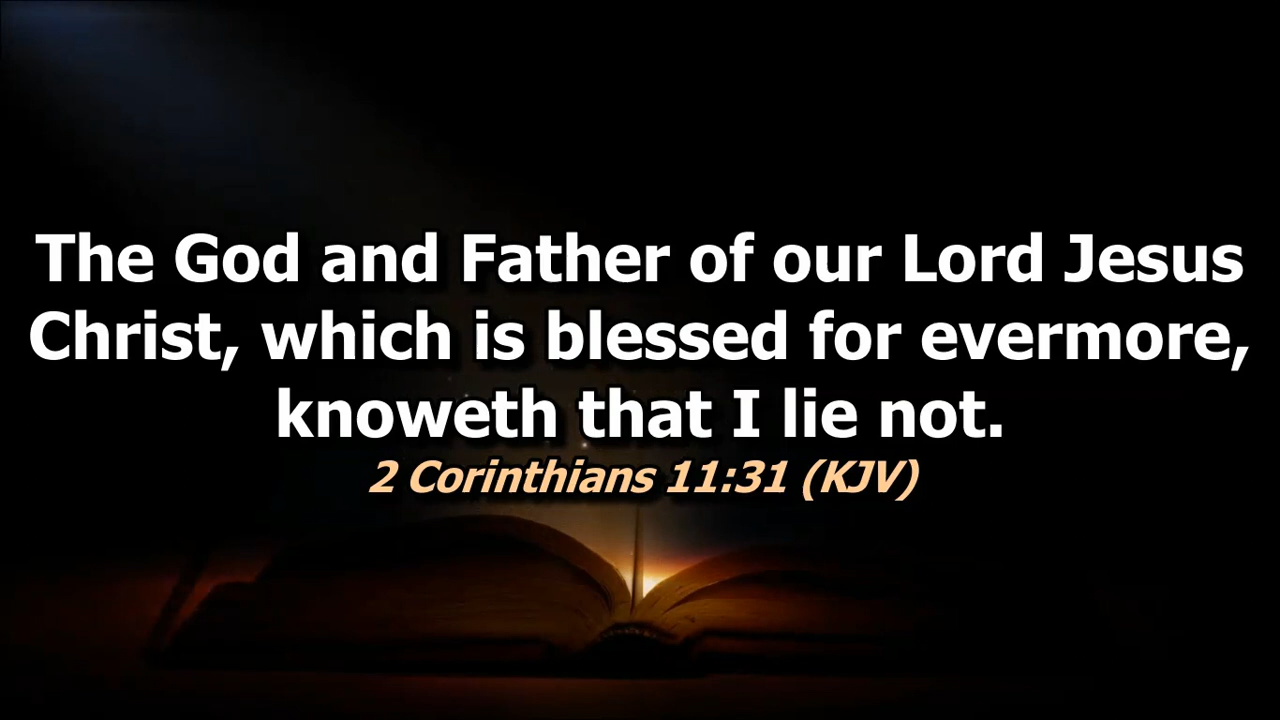 The God and Father of our Lord Jesus
Christ, which is blessed for evermore,
knoweth that I lie not.
2 Corinthians 11:31 (KJV)